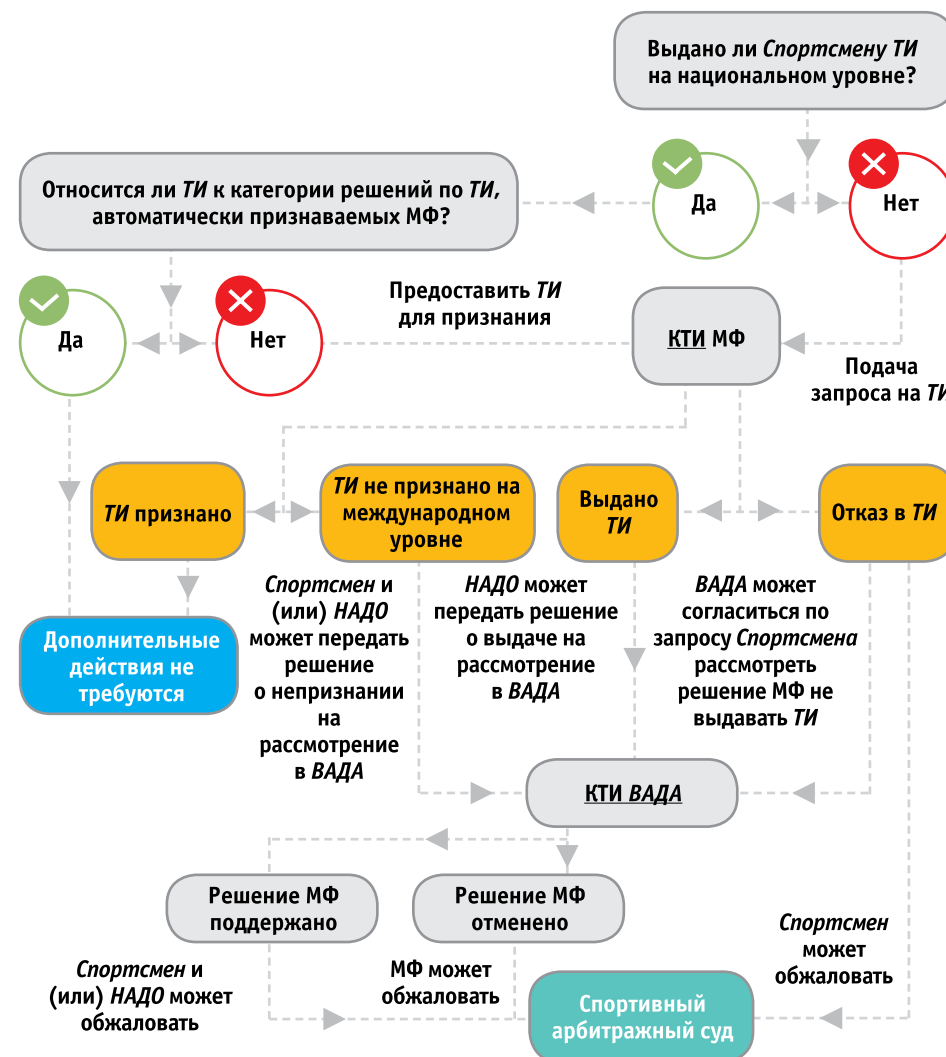 Выдано ли Спортсмену ТИ
на национальном уровне?
Относится ли ТИ к категории решений по ТИ,
автоматически признаваемых МФ?
Да
Нет
Да
Нет
Предоставить ТИ
для признания
КТИ МФ
Подача
запроса на ТИ
ТИ признано
ТИ не признано на
международном
уровне
Выдано
ТИ
Отказ в ТИ
Дополнительные
действия не
требуются
Спортсмен и
(или) НАДО
может передать
решение
о непризнании
на
рассмотрение
в ВАДА
НАДО может
передать решение
о выдаче на
рассмотрение
в ВАДА
ВАДА может
согласиться по
запросу Спортсмена
рассмотреть
решение МФ не
выдавать ТИ
КТИ ВАДА
Решение МФ
поддержано
Решение МФ
отменено
Спортсмен и
(или) НАДО может
обжаловать
МФ может
обжаловать
Спортсмен
может
обжаловать
Спортивный
арбитражный суд